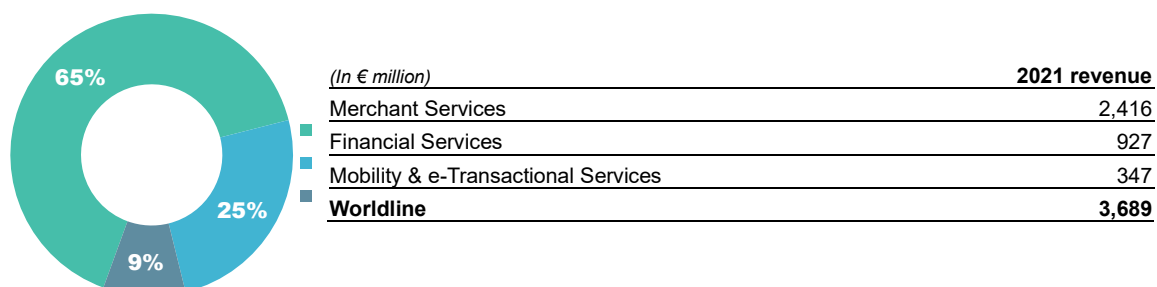 65%
25%
9%
(In € million) 2021 revenue
Merchant Services 2,416
Financial Services 927
Mobility & e-Transactional Services 347
Worldline 3,689